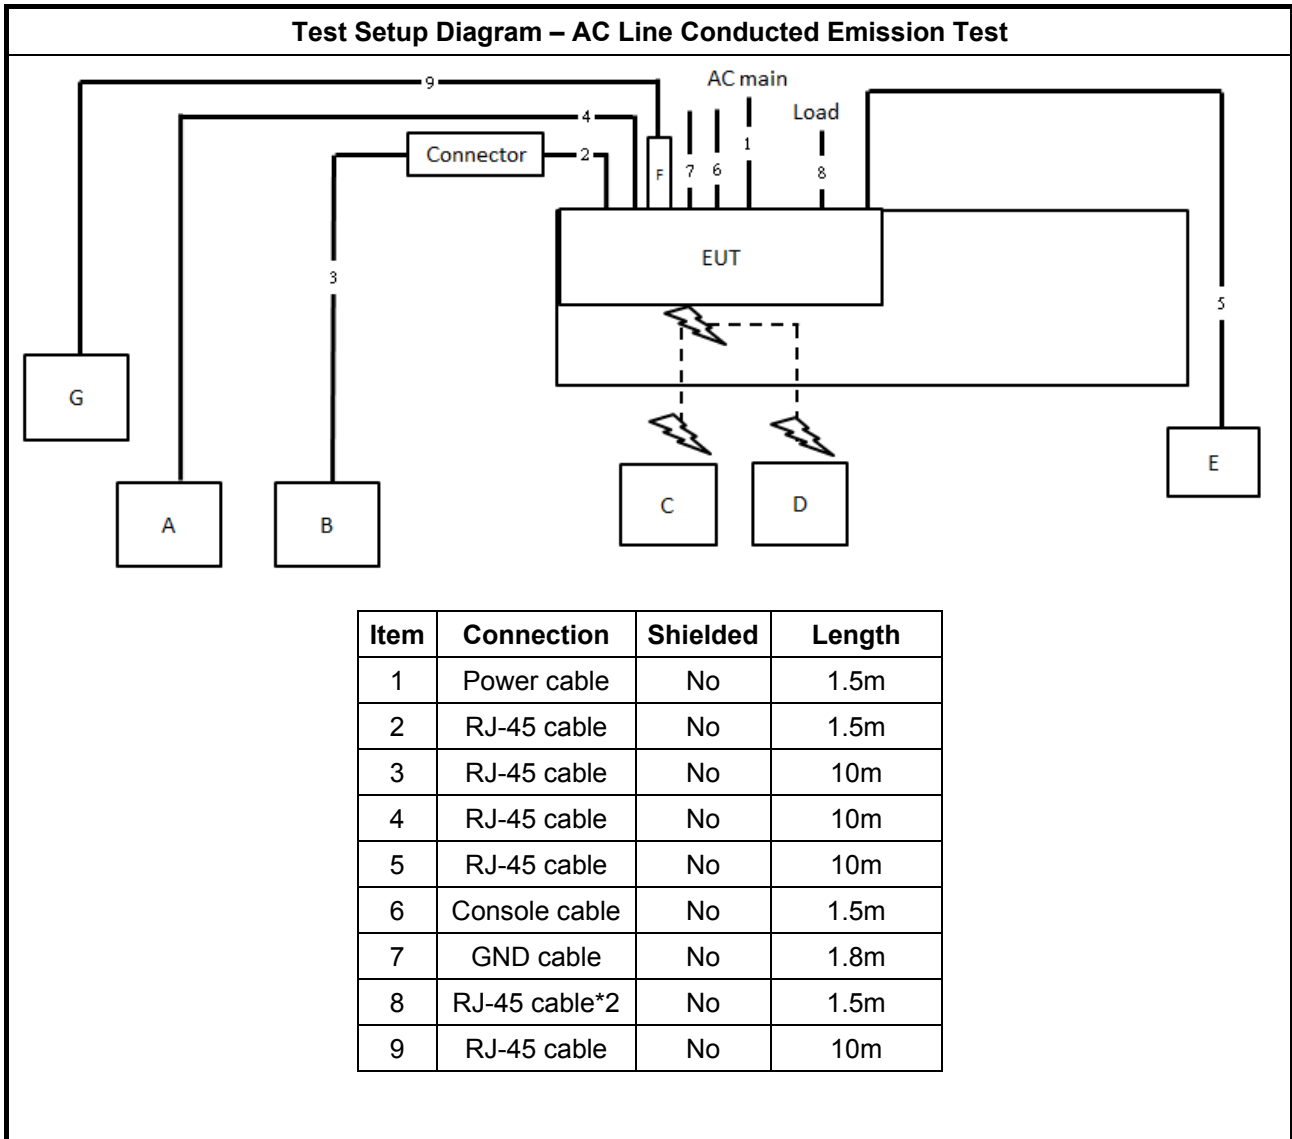 Test Setup Diagram – AC Line Conducted Emission Test
AC main
9
Load
4
Connector
2
1
F
7
6
8
EUT
3
5
G
E
C
D
A
B
Item Connection Shielded Length
1 Power cable No 1.5m
2 RJ-45 cable No 1.5m
3 RJ-45 cable No 10m
4 RJ-45 cable No 10m
5 RJ-45 cable No 10m
6 Console cable No 1.5m
7 GND cable No 1.8m
8 RJ-45 cable*2 No 1.5m
9 RJ-45 cable No 10m